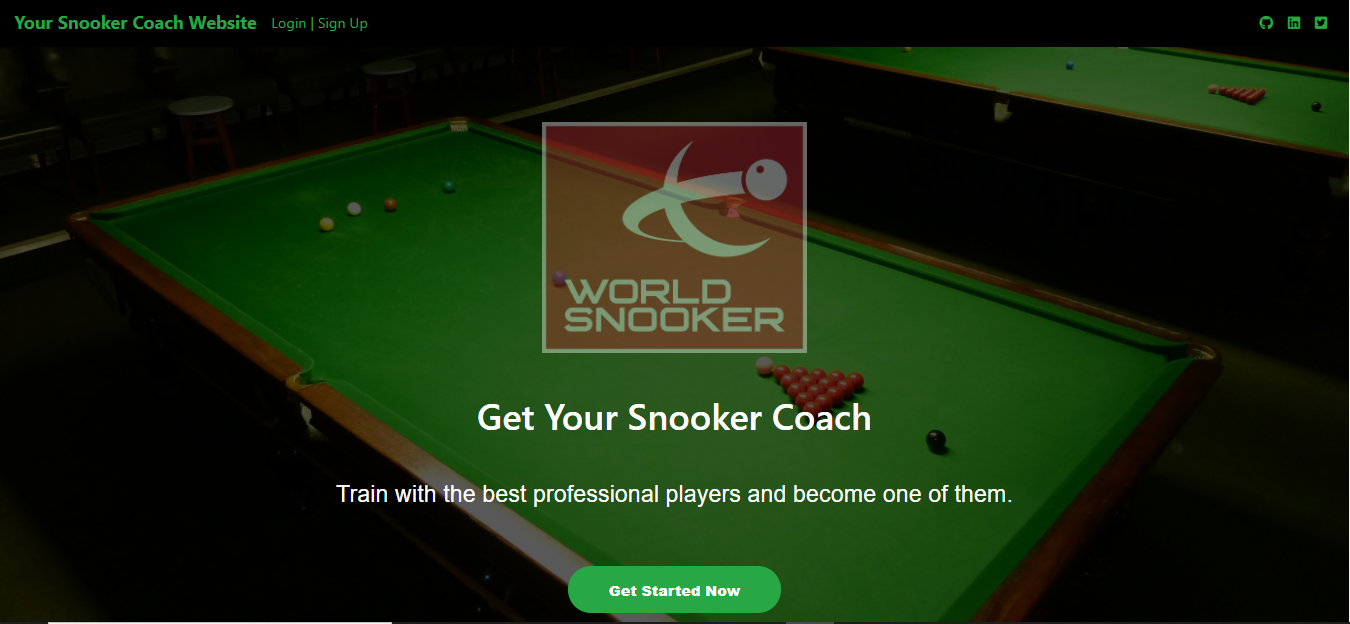 Your Snooker Coach Website
Login | Sign Up
WORLD
SNOOKER
Get Your Snooker Coach
Train with the best professional players and become one of them.
Get Started Now